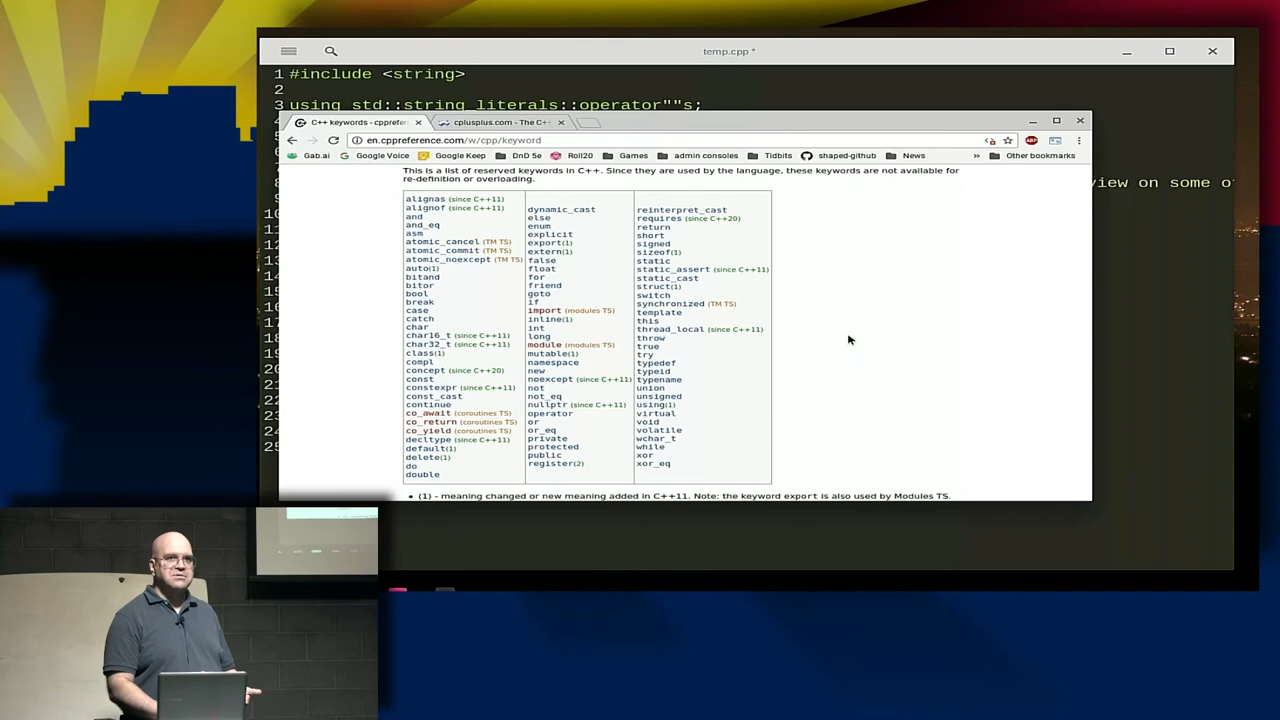 temp.cpp *
1 #include <string>
2
3 using std::string_literals::operator""s;
C++ keywords - cpprefer
cplusplus.com - The C++
en.cppreference.com/w/cpp/keyword
Gab.ai Google Voice Google Keep DnD 5e Roll20 Games admin consoles Tidbits shaped-github News » Other bookmarks
This is a list of reserved keywords in C++. Since they are used by the language, these keywords are not available for
re-definition or overloading.
alignas (since C++11)
alignof (since C++11)
and
and_eq
asm
atomic_cancel (TM TS)
atomic_commit (TM TS)
atomic_noexcept (TM TS)
auto(1)
bitand
bitor
bool
break
case
catch
char
char16_t (since C++11)
char32_t (since C++11)
class(1)
compl
concept (since C++20)
const
constexpr (since C++11)
const_cast
continue
co_await (coroutines TS)
co_return (coroutines TS)
co_yield (coroutines TS)
decltype (since C++11)
default(1)
delete(1)
do
double
dynamic_cast
else
enum
explicit
export(1)
extern(1)
false
float
for
friend
goto
if
import (modules TS)
inline(1)
int
long
module (modules TS)
mutable(1)
namespace
new
noexcept (since C++11)
not
not_eq
nullptr (since C++11)
operator
or
or_eq
private
protected
public
register(2)
reinterpret_cast
requires (since C++20)
return
short
signed
sizeof(1)
static
static_assert (since C++11)
static_cast
struct(1)
switch
synchronized (TM TS)
template
this
thread_local (since C++11)
throw
true
try
typedef
typeid
typename
union
unsigned
using(1)
virtual
void
volatile
wchar_t
while
xor
xor_eq
• (1) - meaning changed or new meaning added in C++11. Note: the keyword export is also used by Modules TS.
view on some o